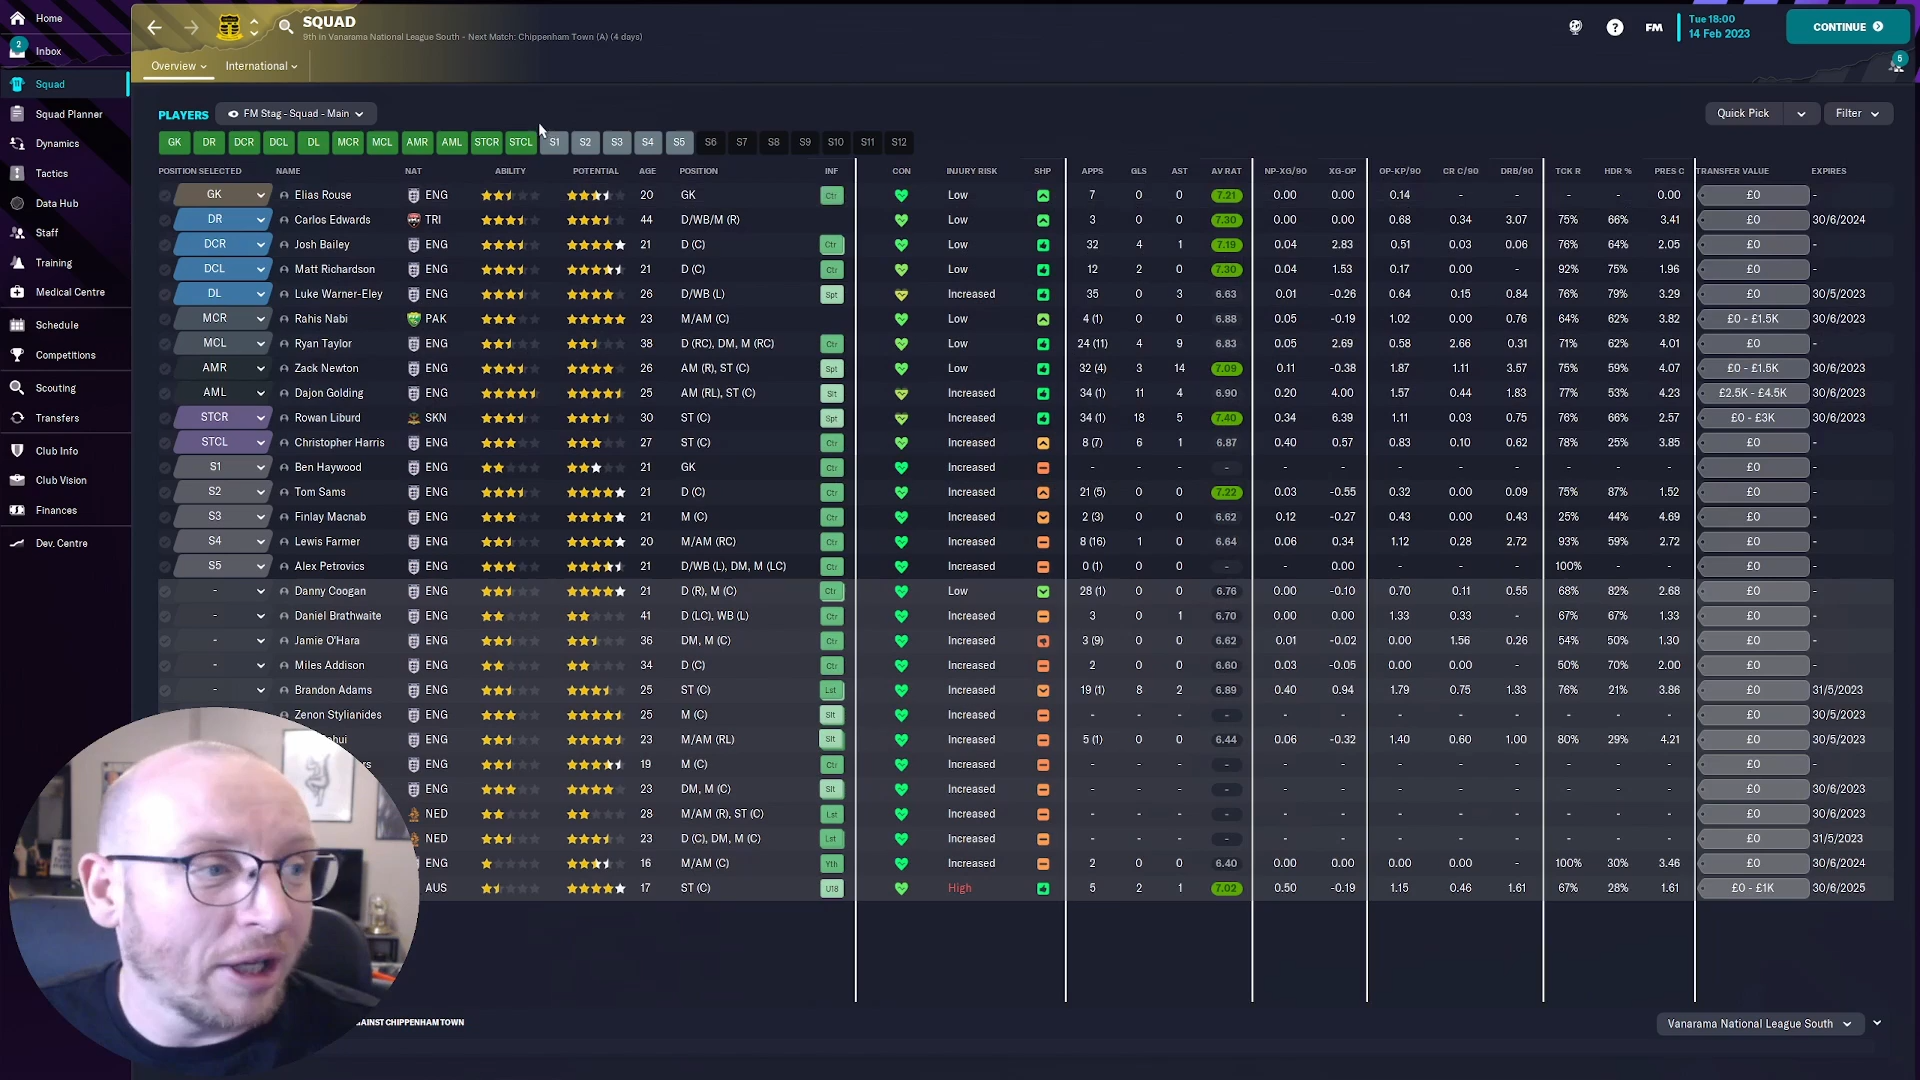 Home
2
Inbox
Squad
Squad Planner
Dynamics
Tactics
Data Hub
Staff
Training
Medical Centre
Schedule
Competitions
Scouting
Transfers
Club Info
Club Vision
Finances
Dev. Centre
SQUAD
9th in Vanarama National League South - Next Match: Chippenham Town (A) (4 days)
Overview International
? FM Tue 18:00
14 Feb 2023
CONTINUE
6
PLAYERS FM Stag - Squad - Main Quick Pick Filter
GK DR DCR DCL DL MCR MCL AMR AML STCR STCL S1 S2 S3 S4 S5 S6 S7 S8 S9 S10 S11 S12
POSITION SELECTED NAME NAT ABILITY POTENTIAL AGE POSITION INF CON INJURY RISK SHP APPS GLS AST AV RAT NP-XG/90 XG-OP OP-KP/90 CR C/90 DRB/90 TCK R HDR % PRES C TRANSFER VALUE EXPIRES
GK Elias Rouse ENG 20 GK Ctr Low 7 0 0 7.21 0.00 0.00 0.14 - - - - 0.00 £0 -
DR Carlos Edwards TRI 44 D/WB/M (R) Low 3 0 0 7.30 0.00 0.00 0.68 0.34 3.07 75% 66% 3.41 £0 30/6/2024
DCR Josh Bailey ENG 21 D (C) Ctr Low 32 4 1 7.19 0.04 2.83 0.51 0.03 0.06 76% 64% 2.05 £0 -
DCL Matt Richardson ENG 21 D (C) Ctr Low 12 2 0 7.30 0.04 1.53 0.17 0.00 - 92% 75% 1.96 £0 -
DL Luke Warner-Eley ENG 26 D/WB (L) Spt Increased 35 0 3 6.63 0.01 -0.26 0.64 0.15 0.84 76% 79% 3.29 £0 30/5/2023
MCR Rahis Nabi PAK 23 M/AM (C) Low 4 (1) 0 0 6.88 0.05 -0.19 1.02 0.00 0.76 64% 62% 3.82 £0 - £1.5K 30/6/2023
MCL Ryan Taylor ENG 38 D (RC), DM, M (RC) Ctr Low 24 (11) 4 9 6.83 0.05 2.69 0.58 2.66 0.31 71% 62% 4.01 £0 -
AMR Zack Newton ENG 26 AM (R), ST (C) Spt Low 32 (4) 3 14 7.09 0.11 -0.38 1.87 1.11 3.57 75% 59% 4.07 £0 - £1.5K 30/6/2023
AML Dajon Golding ENG 25 AM (RL), ST (C) Slt Increased 34 (1) 11 4 6.90 0.20 4.00 1.57 0.44 1.83 77% 53% 4.23 £2.5K - £4.5K 30/6/2023
STCR Rowan Liburd SKN 30 ST (C) Spt Increased 34 (1) 18 5 7.40 0.34 6.39 1.11 0.03 0.75 76% 66% 2.57 £0 - £3K 30/6/2023
STCL Christopher Harris ENG 27 ST (C) Ctr Increased 8 (7) 6 1 6.87 0.40 0.57 0.83 0.10 0.62 78% 25% 3.85 £0 -
S1 Ben Haywood ENG 21 GK Ctr Increased - - - - - - - - - - - - £0 -
S2 Tom Sams ENG 21 D (C) Ctr Increased 21 (5) 0 0 7.22 0.03 -0.55 0.32 0.00 0.09 75% 87% 1.52 £0 -
S3 Finlay Macnab ENG 21 M (C) Ctr Increased 2 (3) 0 0 6.62 0.12 -0.27 0.43 0.00 0.43 25% 44% 4.69 £0 -
S4 Lewis Farmer ENG 20 M/AM (RC) Ctr Increased 8 (16) 1 0 6.64 0.06 0.34 1.12 0.28 2.72 93% 59% 2.72 £0 -
S5 Alex Petrovics ENG 21 D/WB (L), DM, M (LC) Ctr Increased 0 (1) 0 0 - - 0.00 - - - 100% - - £0 -
- Danny Coogan ENG 21 D (R), M (C) Ctr Low 28 (1) 0 0 6.76 0.00 -0.10 0.70 0.11 0.55 68% 82% 2.68 £0 -
- Daniel Brathwaite ENG 41 D (LC), WB (L) Ctr Increased 3 0 1 6.70 0.00 0.00 1.33 0.33 - 67% 67% 1.33 £0 -
- Jamie O'Hara ENG 36 DM, M (C) Ctr Increased 3 (9) 0 0 6.62 0.01 -0.02 0.00 1.56 0.26 54% 50% 1.30 £0 -
- Miles Addison ENG 34 D (C) Ctr Increased 2 0 0 6.60 0.03 -0.05 0.00 0.00 - 50% 70% 2.00 £0 -
- Brandon Adams ENG 25 ST (C) Lst Increased 19 (1) 8 2 6.89 0.40 0.94 1.79 0.75 1.33 76% 21% 3.86 £0 31/5/2023
Zenon Stylianides ENG 25 M (C) Slt Increased - - - - - - - - - - - - £0 30/5/2023
hui ENG 23 M/AM (RL) Slt Increased 5 (1) 0 0 6.44 0.06 -0.32 1.40 0.60 1.00 80% 29% 4.21 £0 30/5/2023
rs ENG 19 M (C) Ctr Increased - - - - - - - - - - - - £0 -
ENG 23 DM, M (C) Slt Increased - - - - - - - - - - - - £0 30/6/2023
NED 28 M/AM (R), ST (C) Lst Increased - - - - - - - - - - - - £0 30/6/2023
NED 23 D (C), DM, M (C) Lst Increased - - - - - - - - - - - - £0 31/5/2023
ENG 16 M/AM (C) Yth Increased 2 0 0 6.40 0.00 0.00 0.00 0.00 - 100% 30% 3.46 £0 30/6/2024
AUS 17 ST (C) U18 High 5 2 1 7.02 0.50 -0.19 1.15 0.46 1.61 67% 28% 1.61 £0 - £1K 30/6/2025
GAINST CHIPPENHAM TOWN
Vanarama National League South